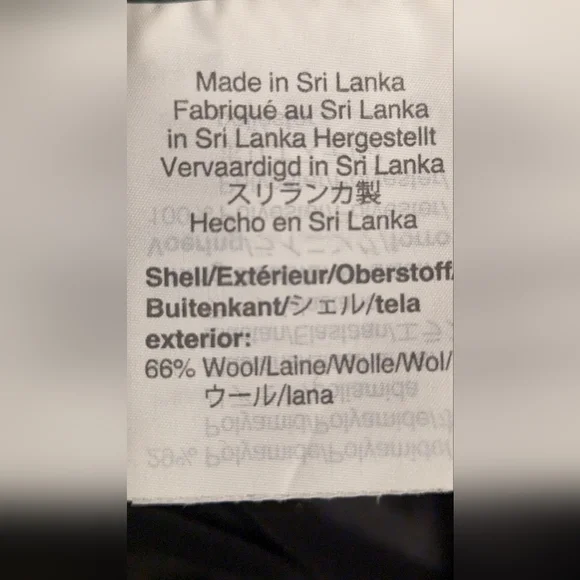 Made in Sri Lanka
Fabriqué au Sri Lanka
in Sri Lanka Hergestellt
Vervaardigd in Sri Lanka
スリランカ製
Hecho en Sri Lanka
Shell/Extérieur/Oberstoff/
Buitenkant/シェル/tela
exterior:
66% Wool/Laine/Wolle/Wol/
ウール/lana